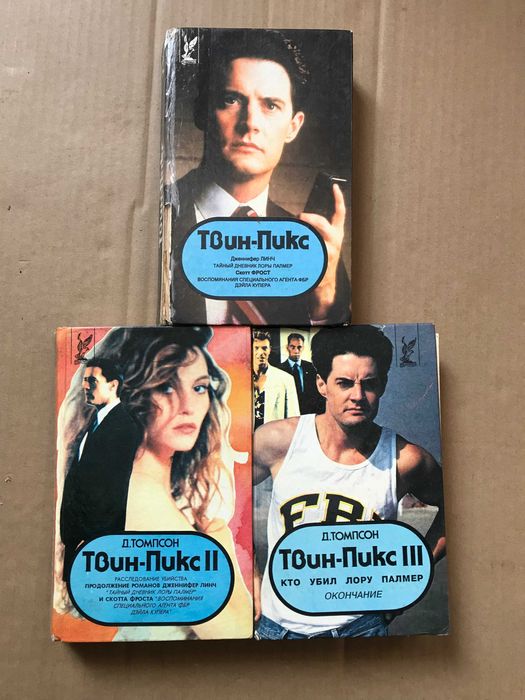 Твин-Пикс
Дженнифер ЛИНЧ
ТАЙНЫЙ ДНЕВНИК ЛОРЫ ПАЛМЕР
Скотт ФРОСТ
ВОСПОМИНАНИЯ СПЕЦИАЛЬНОГО АГЕНТА ФБР
ДЭЙЛА КУПЕРА
Д.ТОМПСОН
Твин-Пикс II
РАССЛЕДОВАНИЕ УБИЙСТВА
ПРОДОЛЖЕНИЕ РОМАНОВ ДЖЕННИФЕР ЛИНЧ
"ТАЙНЫЙ ДНЕВНИК ЛОРЫ ПАЛМЕР"
И СКОТТА ФРОСТА "ВОСПОМИНАНИЯ
СПЕЦИАЛЬНОГО АГЕНТА ФБР
ДЭЙЛА КУПЕРА"
FB
Д.ТОМПСОН
Твин-Пикс III
КТО УБИЛ ЛОРУ ПАЛМЕР
ОКОНЧАНИЕ